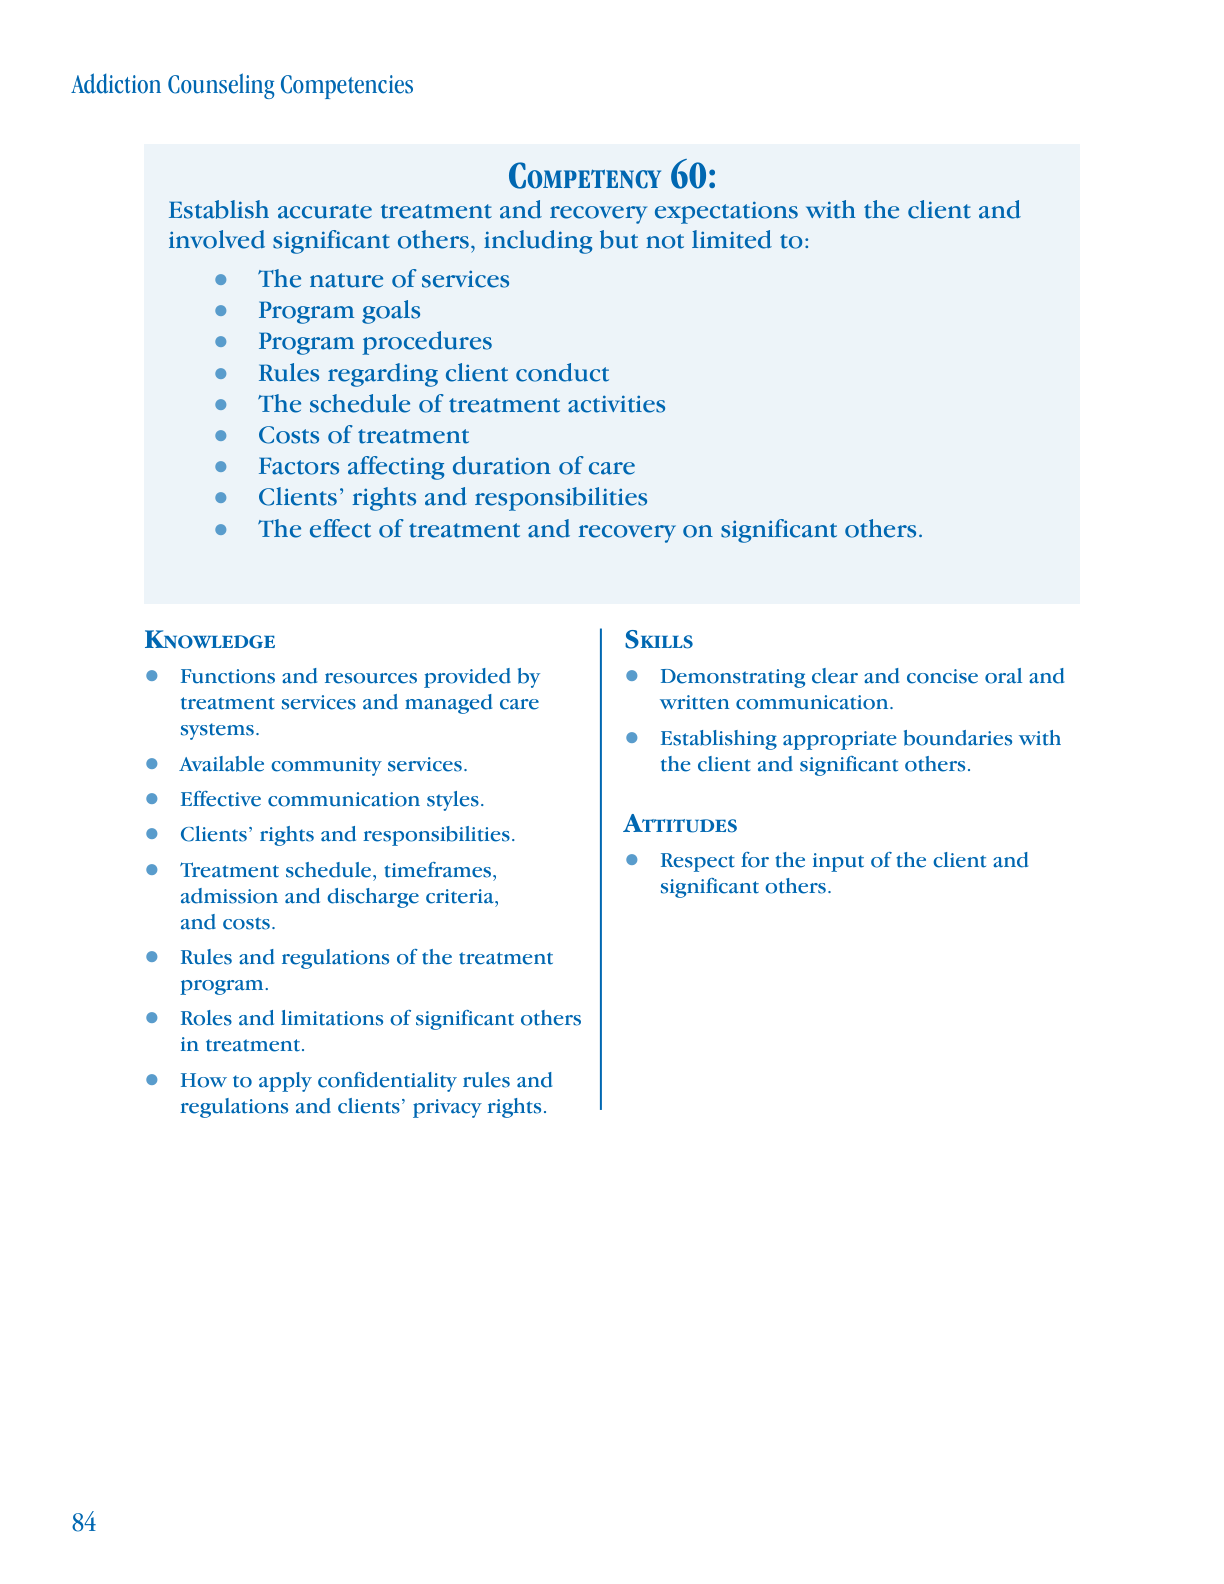 Addiction Counseling Competencies
COMPETENCY 60:
Establish accurate treatment and recovery expectations with the client and
involved significant others, including but not limited to:
● The nature of services
● Program goals
● Program procedures
● Rules regarding client conduct
● The schedule of treatment activities
● Costs of treatment
● Factors affecting duration of care
● Clients’ rights and responsibilities
● The effect of treatment and recovery on significant others.
KNOWLEDGE
● Functions and resources provided by
treatment services and managed care
systems.
● Available community services.
● Effective communication styles.
● Clients’ rights and responsibilities.
● Treatment schedule, timeframes,
admission and discharge criteria,
and costs.
● Rules and regulations of the treatment
program.
● Roles and limitations of significant others
in treatment.
● How to apply confidentiality rules and
regulations and clients’ privacy rights.
SKILLS
● Demonstrating clear and concise oral and
written communication.
● Establishing appropriate boundaries with
the client and significant others.
ATTITUDES
● Respect for the input of the client and
significant others.
84